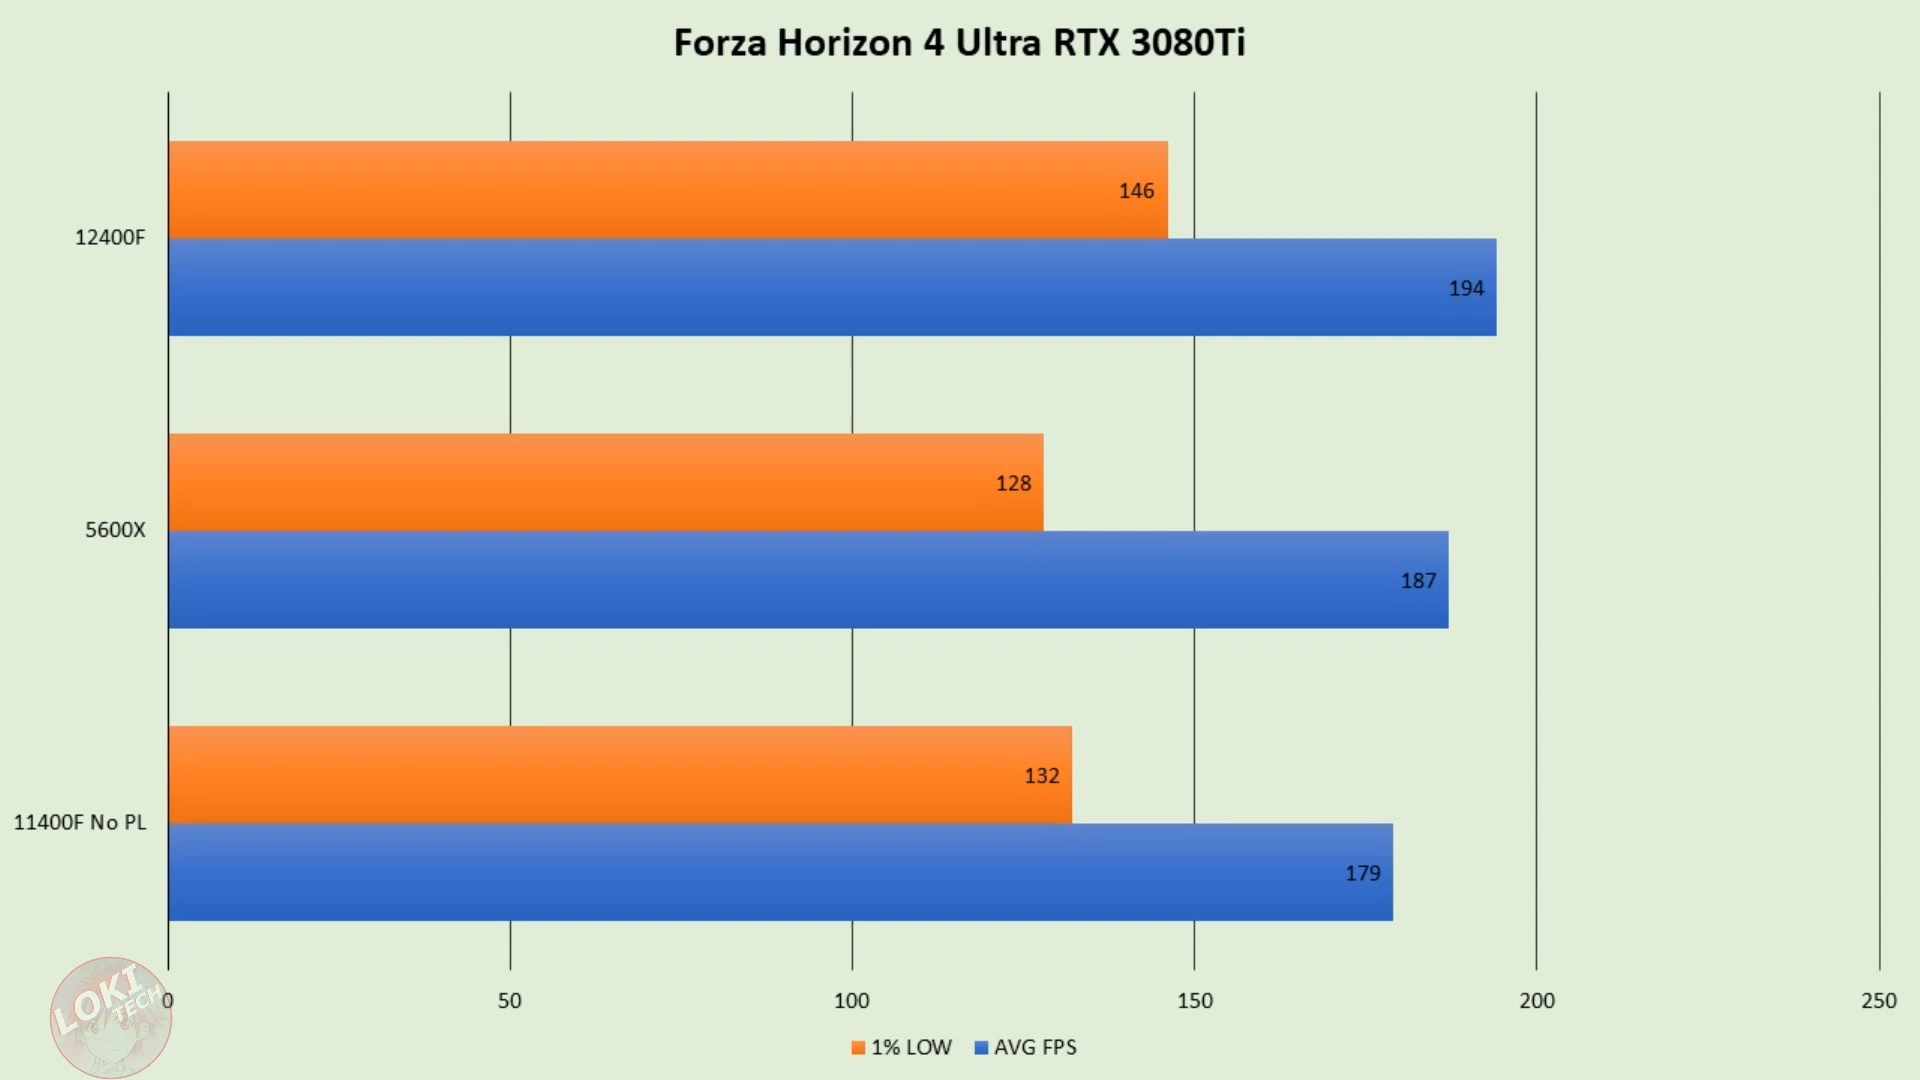 Forza Horizon 4 Ultra RTX 3080Ti
12400F
146
194
5600X
128
187
11400F No PL
132
179
0 50 100 150 200 250
1% LOW AVG FPS
LOKI
TECH